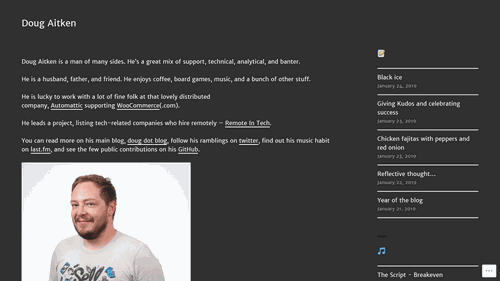 Doug Aitken
Doug Aitken is a man of many sides. He's a great mix of support, technical, analytical, and banter.
He is a husband, father, and friend. He enjoys coffee, board games, music, and a bunch of other stuff.
He is lucky to work with a lot of fine folk at that lovely distributed
company, Automattic supporting WooCommerce(.com).
He leads a project, listing tech-related companies who hire remotely – Remote In Tech.
You can read more on his main blog, doug dot blog, follow his ramblings on twitter, find out his music habit
on last.fm, and see the few public contributions on his GitHub.
Black ice
January 24, 2019
Giving Kudos and celebrating
success
January 23, 2019
Chicken fajitas with peppers and
red onion
January 23, 2019
Reflective thought…
January 22, 2019
Year of the blog
January 21, 2019
The Script - Breakeven